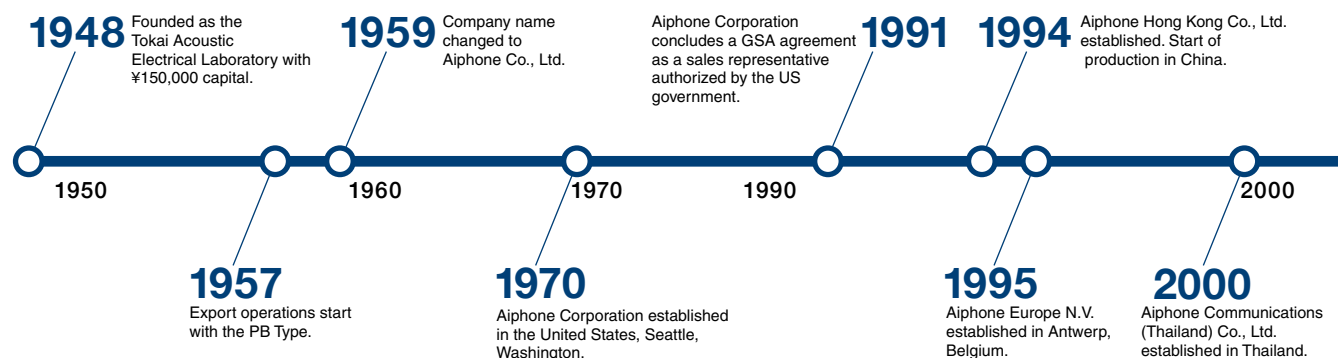 1948
Founded as the
Tokai Acoustic
Electrical Laboratory with
¥150,000 capital.
1959
Company name
changed to
Aiphone Co., Ltd.
Aiphone Corporation
concludes a GSA agreement
as a sales representative
authorized by the US
government.
1991
1994
Aiphone Hong Kong Co., Ltd.
established. Start of
production in China.
1950
1960
1970
1990
2000
1957
Export operations start
with the PB Type.
1970
Aiphone Corporation established
in the United States, Seattle,
Washington.
1995
Aiphone Europe N.V.
established in Antwerp,
Belgium.
2000
Aiphone Communications
(Thailand) Co., Ltd.
established in Thailand.